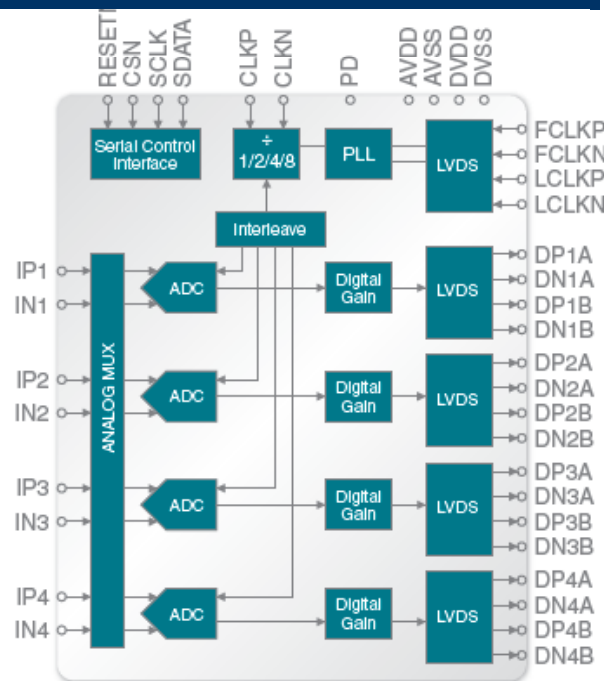 RESETN
CSN
SCLK
SDATA
CLKP
CLKN
PD
AVDD
AVSS
DVDD
DVSS
Serial Control
Interface
÷
1/2/4/8
PLL
LVDS
FCLKP
FCLKN
LCLKP
LCLKN
Interleave
ANALOG MUX
IP1
IN1
ADC
Digital
Gain
LVDS
DP1A
DN1A
DP1B
DN1B
IP2
IN2
ADC
Digital
Gain
LVDS
DP2A
DN2A
DP2B
DN2B
IP3
IN3
ADC
Digital
Gain
LVDS
DP3A
DN3A
DP3B
DN3B
IP4
IN4
ADC
Digital
Gain
LVDS
DP4A
DN4A
DP4B
DN4B